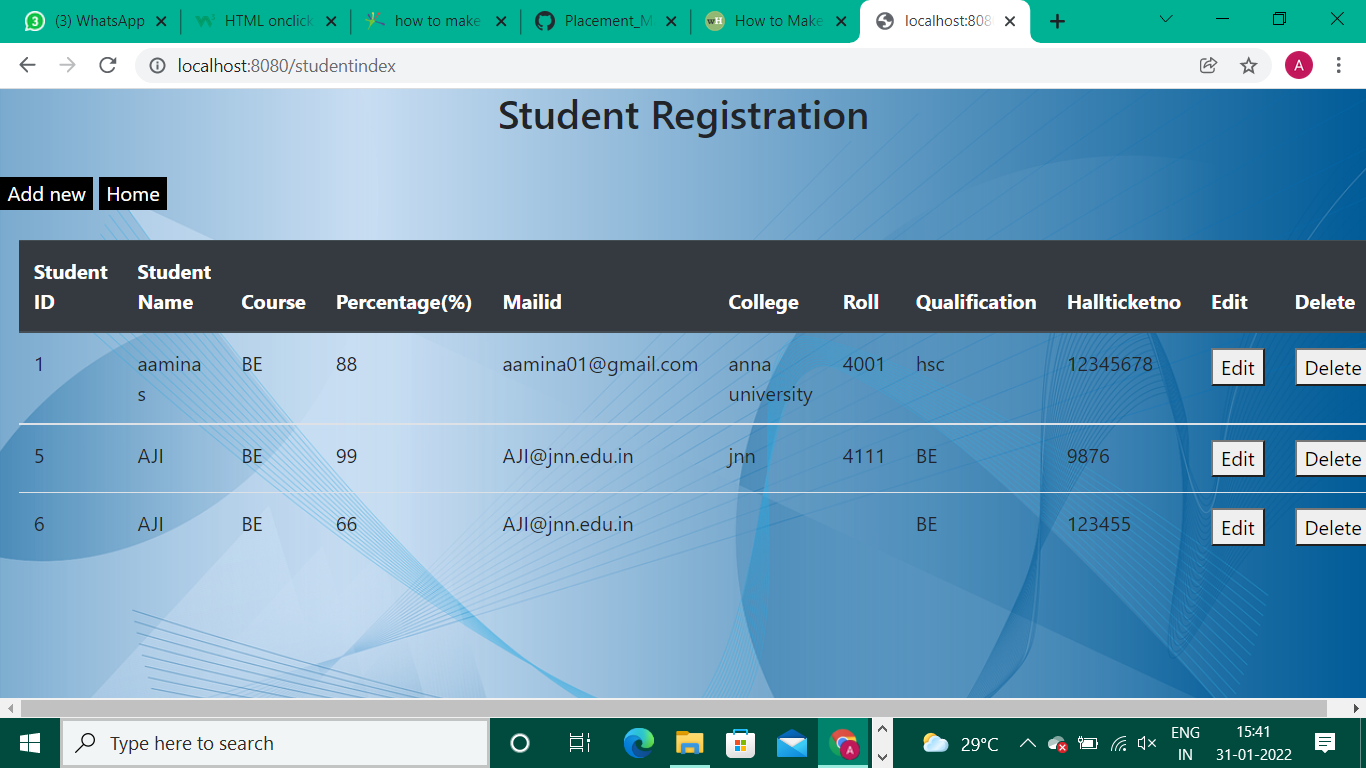 3
(3) WhatsApp
HTML onclick
how to make
Placement_M
wH
How to Make
localhost:808
localhost:8080/studentindex
A
Student Registration
Add new Home
Student ID Student Name Course Percentage(%) Mailid College Roll Qualification Hallticketno Edit Delete
1 aamina s BE 88 aamina01@gmail.com anna university 4001 hsc 12345678 Edit Delete
5 AJI BE 99 AJI@jnn.edu.in jnn 4111 BE 9876 Edit Delete
6 AJI BE 66 AJI@jnn.edu.in BE 123455 Edit Delete
Type here to search
A
29°C
ENG
IN
15:41
31-01-2022